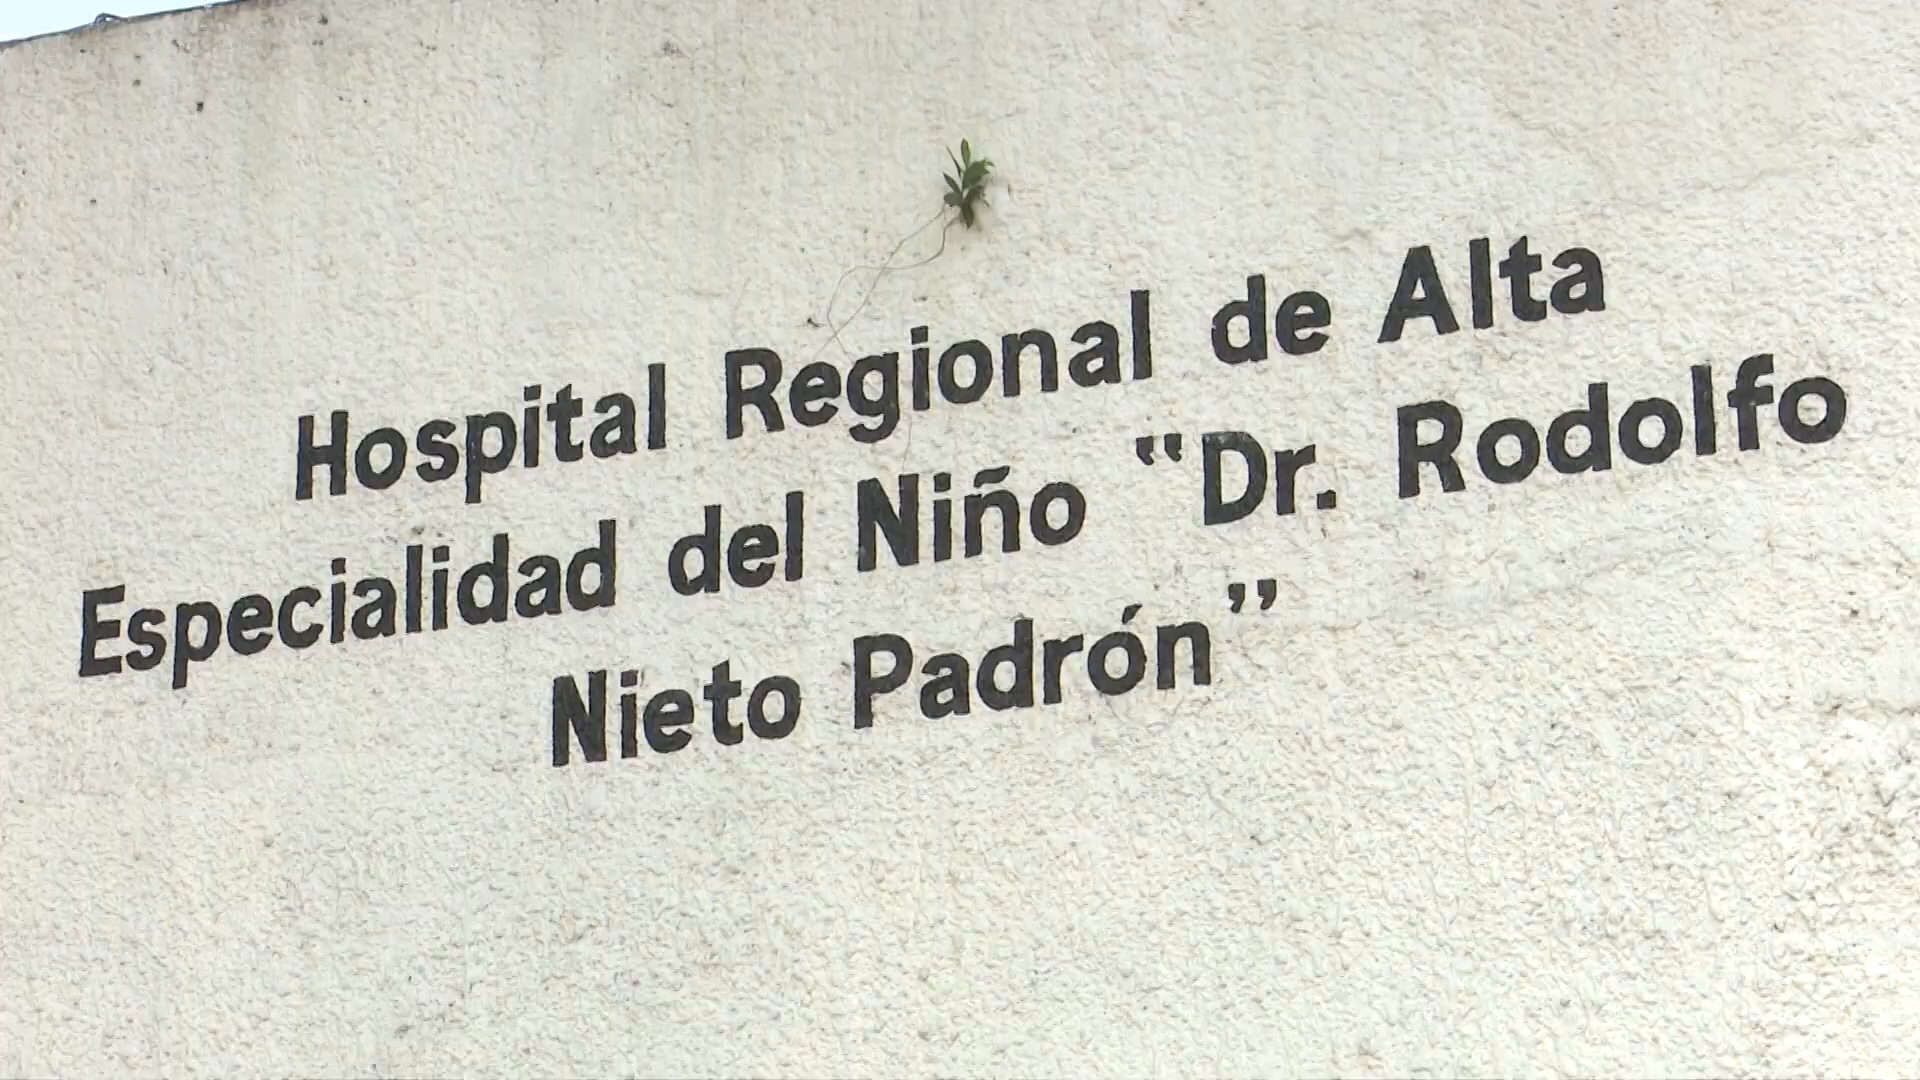 Hospital Regional de Alta
Especialidad del Niño “Dr. Rodolfo
Nieto Padrón”